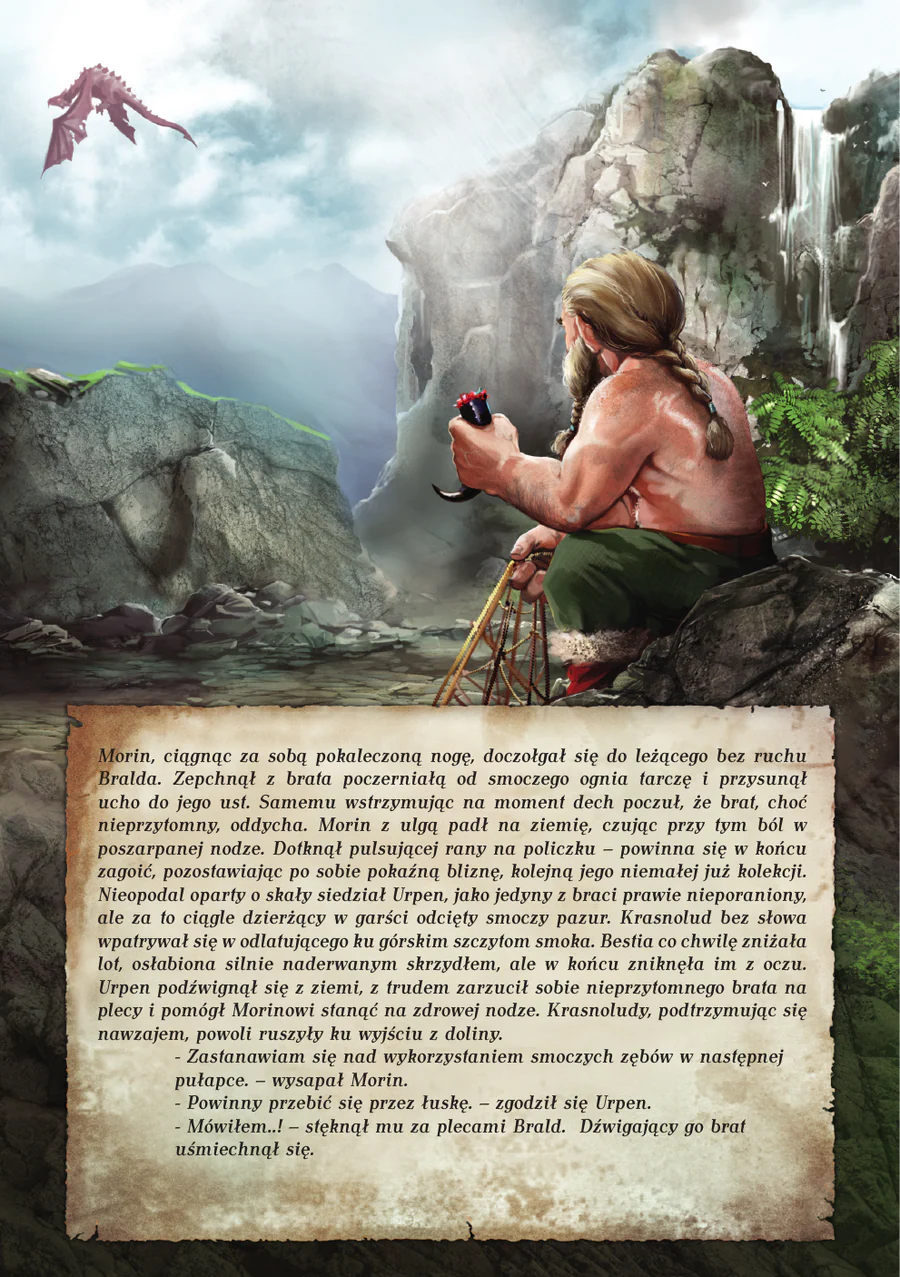 Morin, ciągnąc za sobą pokaleczoną nogę, doczołgał się do leżącego bez ruchu
Bralda. Zepchnął z brata poczerniałą od smoczego ognia tarczę i przysunął
ucho do jego ust. Samemu wstrzymując na moment dech poczuł, że brat, choć
nieprzytomny, oddycha. Morin z ulgą padł na ziemię, czując przy tym ból w
poszarpanej nodze. Dotknął pulsującej rany na policzku – powinna się w końcu
zagoić, pozostawiając po sobie pokaźną bliznę, kolejną jego niemałej już kolekcji.
Nieopodal oparty o skały siedział Urpen, jako jedyny z braci prawie nieporaniony,
ale za to ciągle dzierżący w garści odcięty smoczy pazur. Krasnolud bez słowa
wpatrywał się w odlatującego ku górskim szczytom smoka. Bestia co chwilę zniżała
lot, osłabiona silnie naderwanym skrzydłem, ale w końcu zniknęła im z oczu.
Urpen podźwignął się z ziemi, z trudem zarzucił sobie nieprzytomnego brata na
plecy i pomógł Morinowi stanąć na zdrowej nodze. Krasnoludy, podtrzymując się
nawzajem, powoli ruszyły ku wyjściu z doliny.
- Zastanawiam się nad wykorzystaniem smoczych zębów w następnej
pułapce. – wysapał Morin.
- Powinny przebić się przez łuskę. – zgodził się Urpen.
- Mówiłem..! – stęknął mu za plecami Brald. Dźwigający go brat
uśmiechnął się.